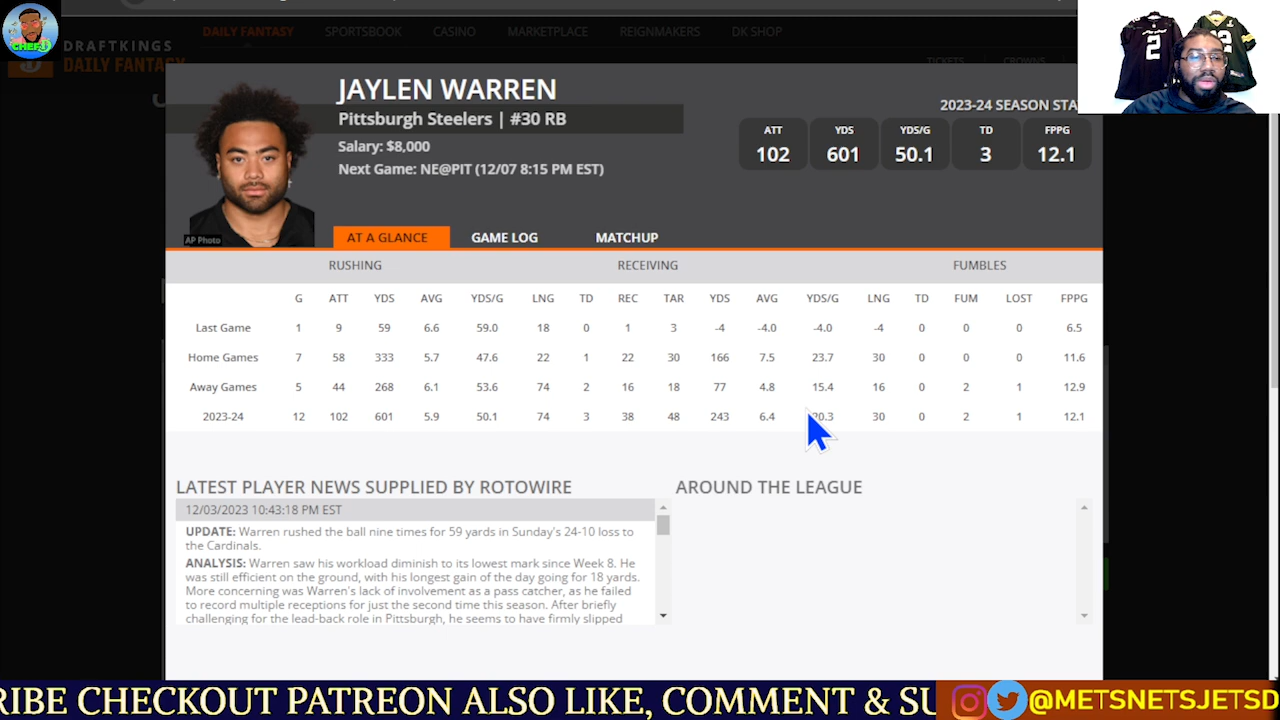 CHEFJ
DRAFTKINGS
DAILY FANTASY
DAILY FANTASY
SPORTSBOOK
CASINO
MARKETPLACE
REIGNMAKERS
DK SHOP
TICKETS
CROWNS
2
12
JAYLEN WARREN
Pittsburgh Steelers | #30 RB
Salary: $8,000
Next Game: NE@PIT (12/07 8:15 PM EST)
AP Photo
2023-24 SEASON STA
ATT YDS YDS/G TD FPPG
102 601 50.1 3 12.1
AT A GLANCE GAME LOG MATCHUP
RUSHING RECEIVING FUMBLES
G ATT YDS AVG YDS/G LNG TD REC TAR YDS AVG YDS/G LNG TD FUM LOST FPPG
Last Game 1 9 59 6.6 59.0 18 0 1 3 -4 -4.0 -4.0 -4 0 0 0 6.5
Home Games 7 58 333 5.7 47.6 22 1 22 30 166 7.5 23.7 30 0 0 0 11.6
Away Games 5 44 268 6.1 53.6 74 2 16 18 77 4.8 15.4 16 0 2 1 12.9
2023-24 12 102 601 5.9 50.1 74 3 38 48 243 6.4 20.3 30 0 2 1 12.1
LATEST PLAYER NEWS SUPPLIED BY ROTOWIRE
12/03/2023 10:43:18 PM EST
UPDATE: Warren rushed the ball nine times for 59 yards in Sunday's 24-10 loss to
the Cardinals.
ANALYSIS: Warren saw his workload diminish to its lowest mark since Week 8. He
was still efficient on the ground, with his longest gain of the day going for 18 yards.
More concerning was Warren's lack of involvement as a pass catcher, as he failed
to record multiple receptions for just the second time this season. After briefly
challenging for the lead-back role in Pittsburgh, he seems to have firmly slipped
AROUND THE LEAGUE
RIBE CHECKOUT PATREON ALSO LIKE, COMMENT & SU
@METSNETSJETSD